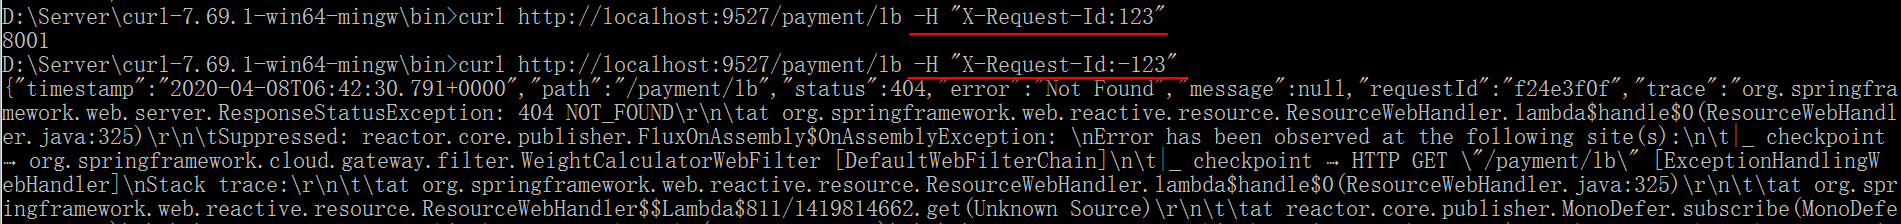 D:\Server\curl-7.69.1-win64-mingw\bin>curl http://localhost:9527/payment/lb -H "X-Request-Id:123"
8001
D:\Server\curl-7.69.1-win64-mingw\bin>curl http://localhost:9527/payment/lb -H "X-Request-Id:-123"
{"timestamp":"2020-04-08T06:42:30.791+0000","path":"/payment/lb","status":404,"error":"Not Found","message":null,"requestId":"f24e3f0f","trace":"org.springfra
mework.web.server.ResponseStatusException: 404 NOT_FOUND\r\n\tat org.springframework.web.reactive.resource.ResourceWebHandler.lambda$handle$0(ResourceWebHandl
er.java:325)\r\n\tSuppressed: reactor.core.publisher.FluxOnAssembly$OnAssemblyException: \nError has been observed at the following site(s):\n\t|_ checkpoint
→ org.springframework.cloud.gateway.filter.WeightCalculatorWebFilter [DefaultWebFilterChain]\n\t|_ checkpoint → HTTP GET \"/payment/lb\" [ExceptionHandlingW
ebHandler]\nStack trace:\r\n\t\tat org.springframework.web.reactive.resource.ResourceWebHandler.lambda$handle$0(ResourceWebHandler.java:325)\r\n\t\tat org.spr
ingframework.web.reactive.resource.ResourceWebHandler$$Lambda$811/1419814662.get(Unknown Source)\r\n\t\tat reactor.core.publisher.MonoDefer.subscribe(MonoDefe